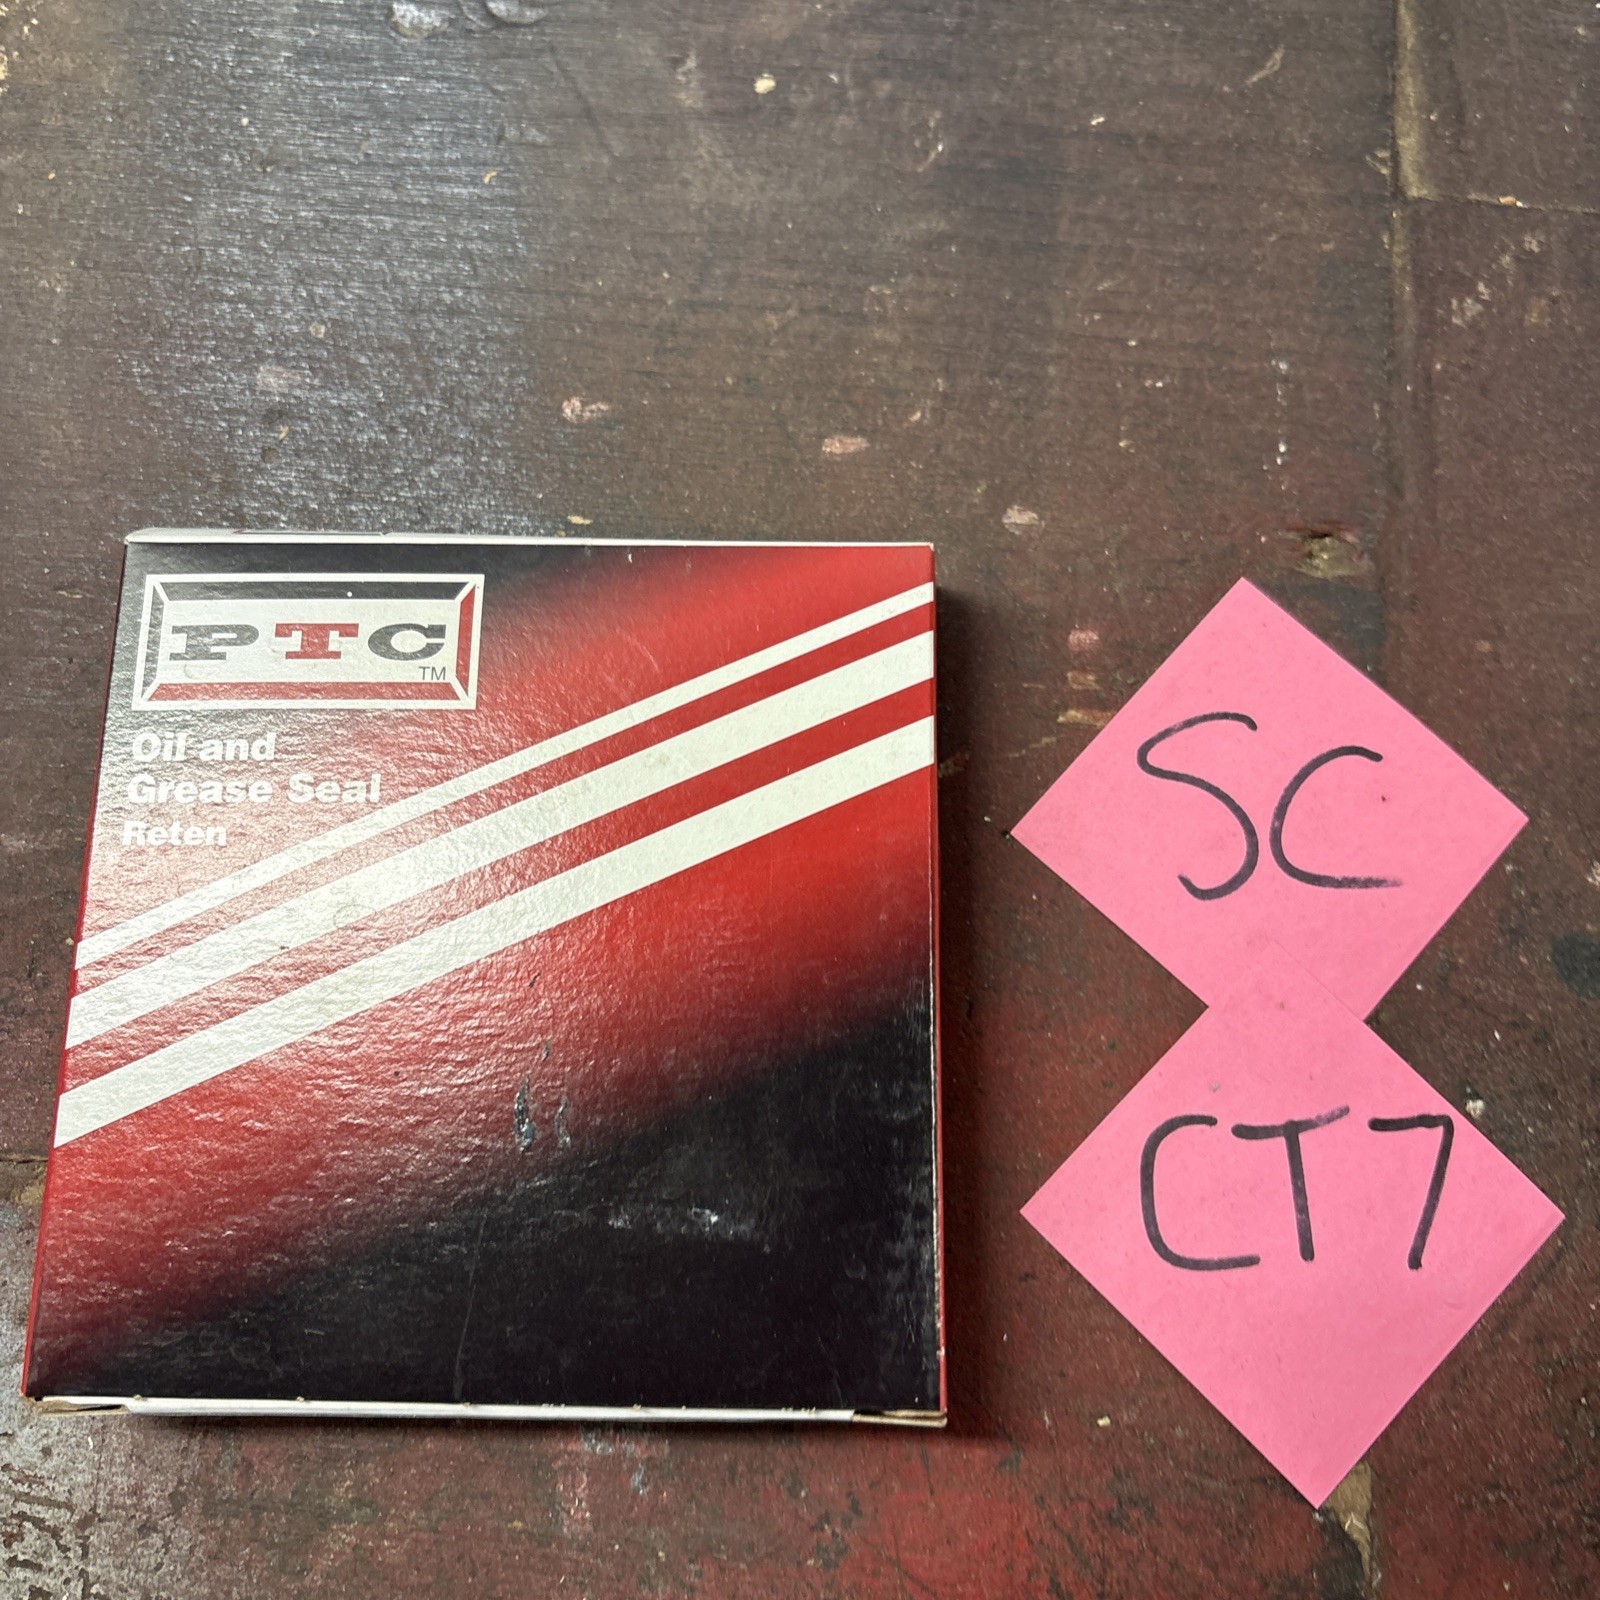 PTC
TM
Oil and
Grease Seal
Reten
SC
CT7